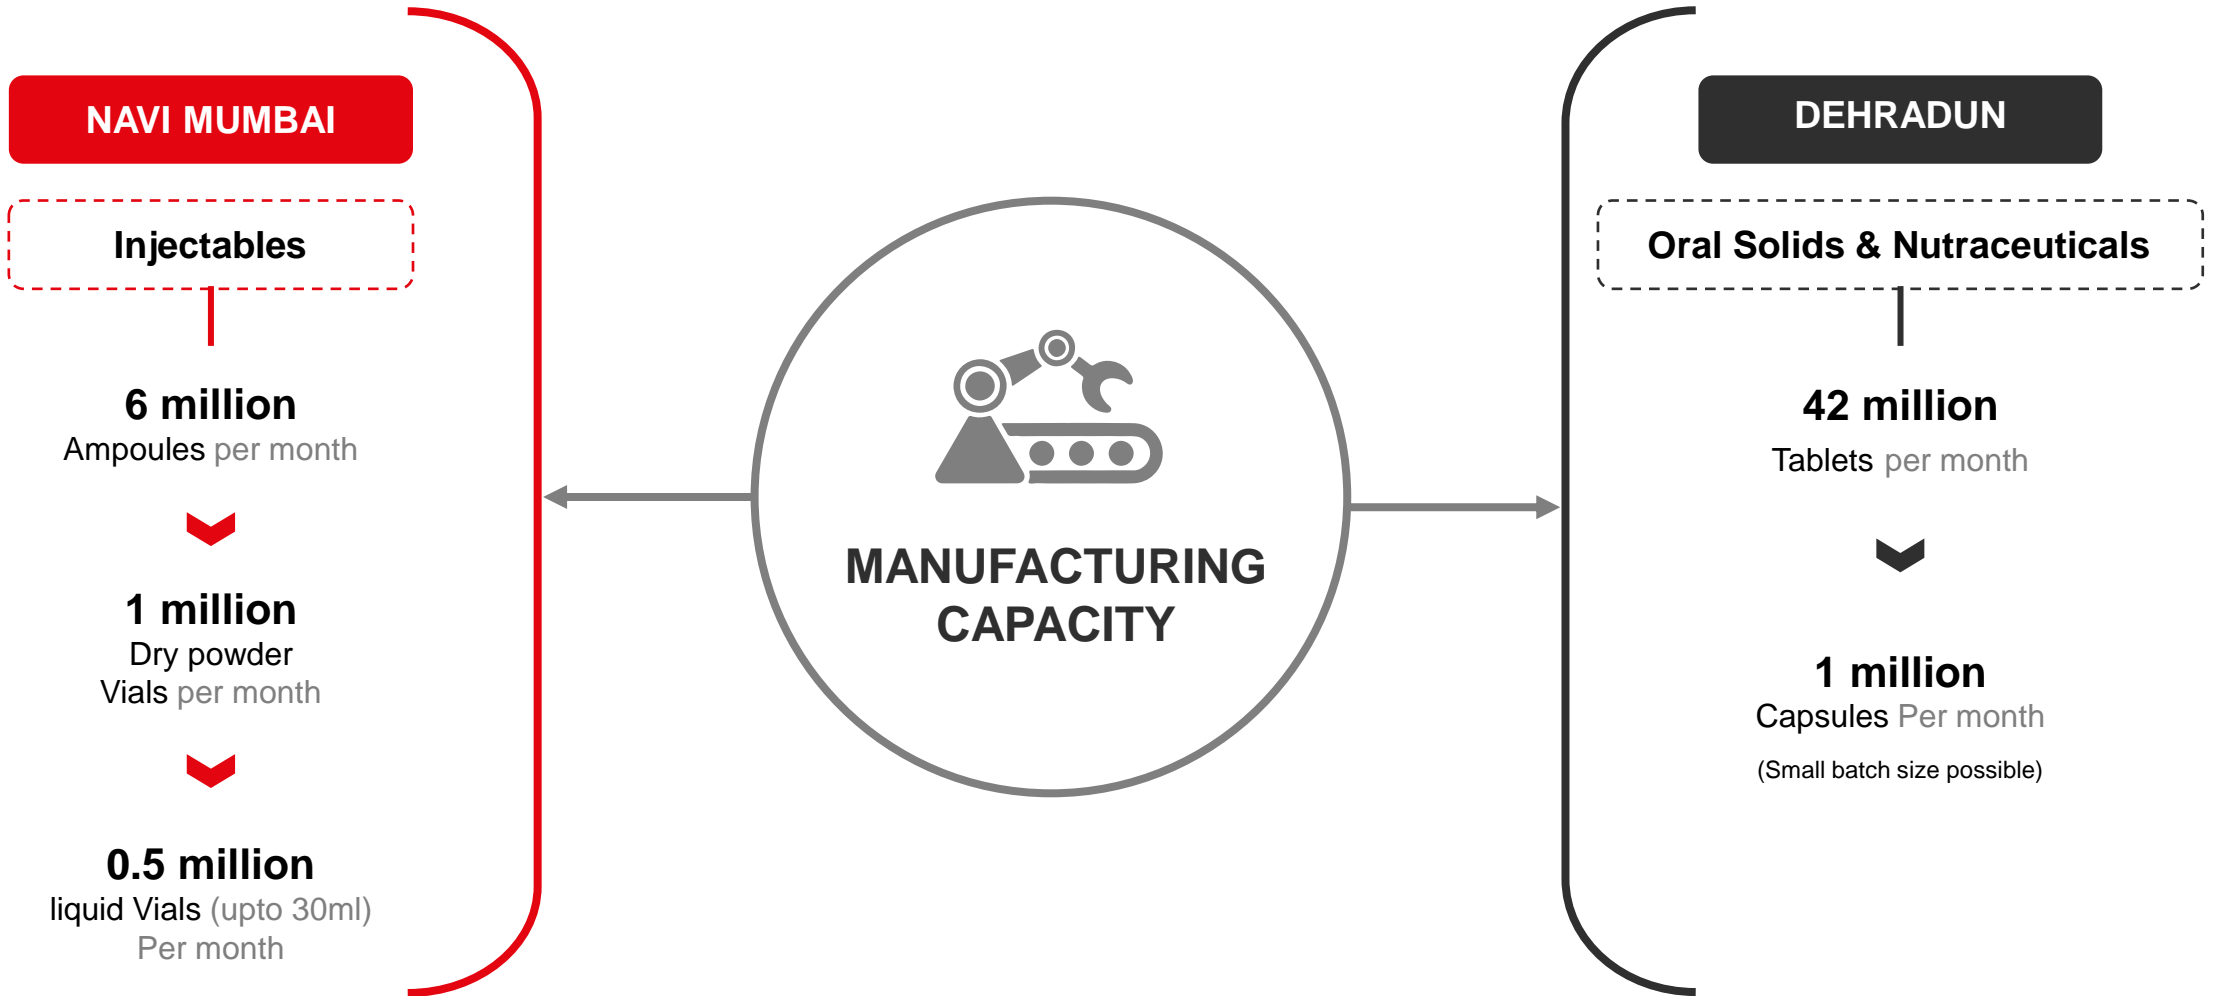 NAVI MUMBAI
Injectables
6 million
Ampoules per month
1 million
Dry powder
Vials per month
0.5 million
liquid Vials (upto 30ml)
Per month
MANUFACTURING
CAPACITY
DEHRADUN
Oral Solids & Nutraceuticals
42 million
Tablets per month
1 million
Capsules Per month
(Small batch size possible)